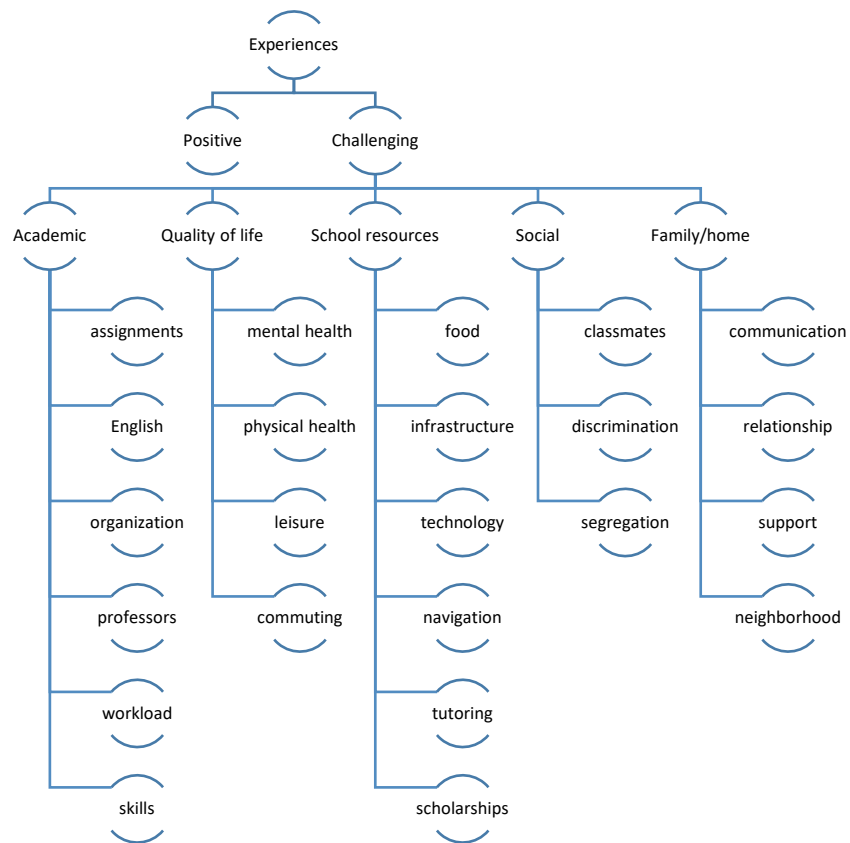 Experiences
Positive
Challenging
Academic
Quality of life
School resources
Social
Family/home
assignments
mental health
food
classmates
communication
English
physical health
infrastructure
discrimination
relationship
organization
leisure
technology
segregation
support
professors
commuting
navigation
neighborhood
workload
tutoring
skills
scholarships